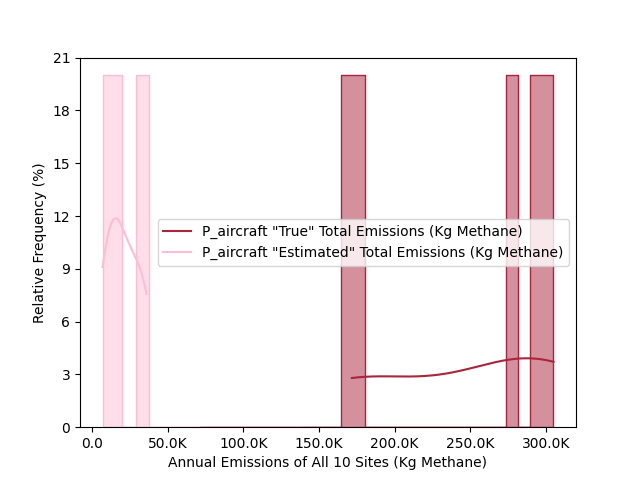 21
18
15
12
9
6
3
0
Relative Frequency (%)
P_aircraft "True" Total Emissions (Kg Methane)
P_aircraft "Estimated" Total Emissions (Kg Methane)
0.0 50.0K 100.0K 150.0K 200.0K 250.0K 300.0K
Annual Emissions of All 10 Sites (Kg Methane)